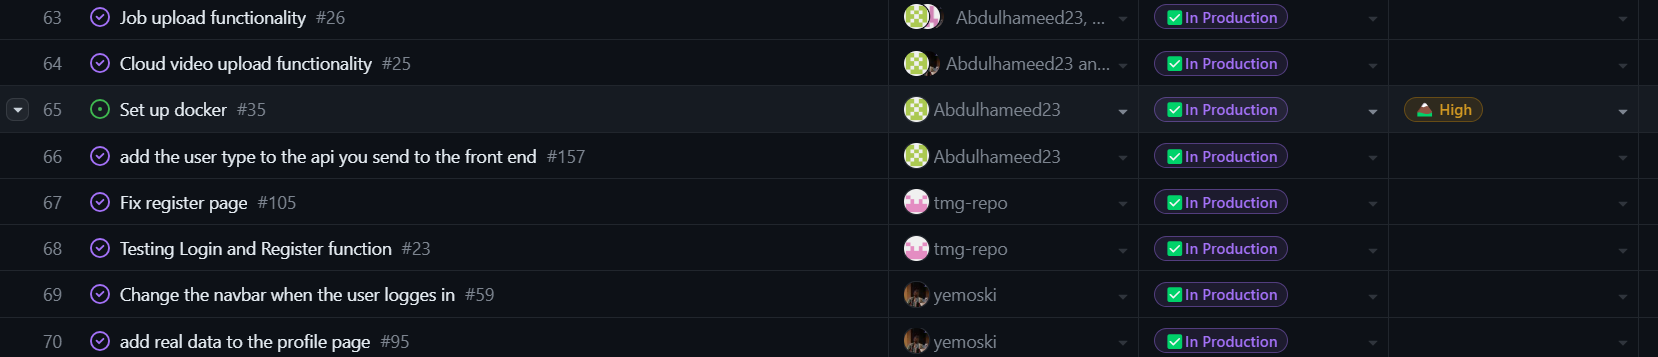 63 Job upload functionality #26 Abdulhameed23, ... In Production
64 Cloud video upload functionality #25 Abdulhameed23 an... In Production
65 Set up docker #35 Abdulhameed23 In Production High
66 add the user type to the api you send to the front end #157 Abdulhameed23 In Production
67 Fix register page #105 tmg-repo In Production
68 Testing Login and Register function #23 tmg-repo In Production
69 Change the navbar when the user logges in #59 yemoski In Production
70 add real data to the profile page #95 yemoski In Production